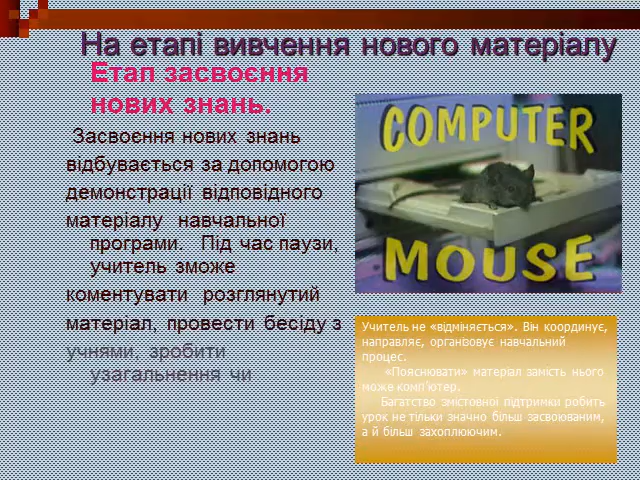 На етапі вивчення нового матеріалу
Етап засвоєння
нових знань.
Засвоєння нових знань
відбувається за допомогою
демонстрації відповідного
матеріалу навчальної
програми. Під час паузи,
учитель зможе
коментувати розглянутий
матеріал, провести бесіду з
учнями, зробити
узагальнення чи
COMPUTER
MOUSE
Учитель не «відміняється». Він координує,
направляє, організовує навчальний
процес.
«Пояснювати» матеріал замість нього
може комп'ютер.
Багатство змістовної підтримки робить
урок не тільки значно більш засвоюваним,
а й більш захоплюючим.